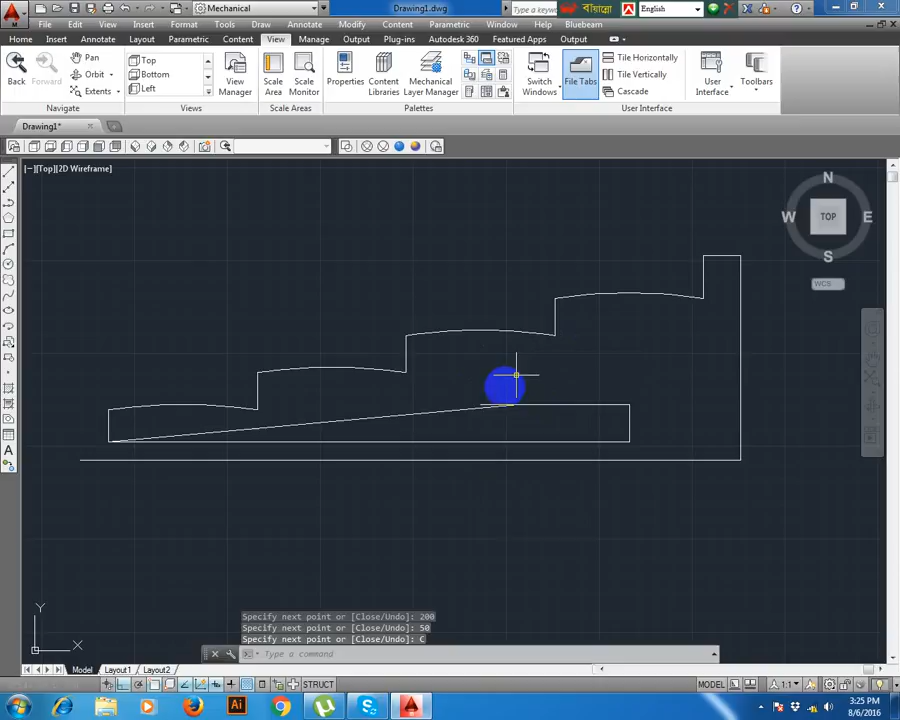 Mechanical
Drawing1.dwg
Type a keyw
বায়ান্নো
English
File Edit View Insert Format Tools Draw Annotate Modify Parametric Window Help Bluebeam
Home Insert Annotate Layout Parametric Content View Manage Output Plug-ins Autodesk 360 Featured Apps Output
Back
Forward
Pan
Orbit
Extents
Navigate
Top
Bottom
Left
View Manager
Views
Scale Area
Scale Monitor
Scale Areas
Properties
Content Libraries
Mechanical Layer Manager
Palettes
Switch Windows
File Tabs
Tile Horizontally
Tile Vertically
Cascade
User Interface
Toolbars
User Interface
Drawing1*
[−][Top][2D Wireframe]
N
W TOP E
S
WCS
Y
X
Specify next point or [Close/Undo]: 200
Specify next point or [Close/Undo]: 50
Specify next point or [Close/Undo]: C
Type a command
Model Layout1 Layout2
STRUCT
MODEL
1:1
3:25 PM
8/6/2016